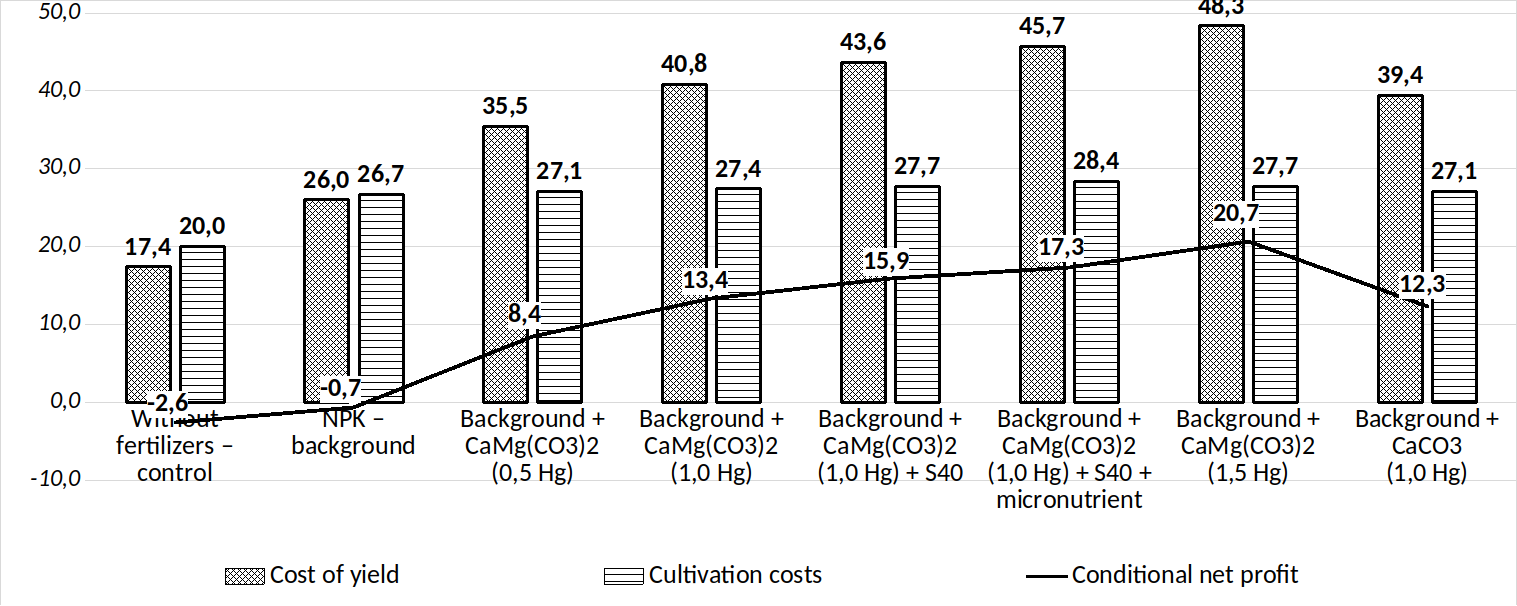 50,0
40,0
30,0
20,0
10,0
0,0
-10,0
17,4
20,0
-2,6
26,0
26,7
-0,7
35,5
27,1
8,4
40,8
27,4
13,4
43,6
27,7
15,9
45,7
28,4
17,3
48,3
27,7
20,7
39,4
27,1
12,3
Without
fertilizers –
control
NPK –
background
Background +
CaMg(CO3)2
(0,5 Hg)
Background +
CaMg(CO3)2
(1,0 Hg)
Background +
CaMg(CO3)2
(1,0 Hg) + S40
Background +
CaMg(CO3)2
(1,0 Hg) + S40 +
micronutrient
Background +
CaMg(CO3)2
(1,5 Hg)
Background +
CaCO3
(1,0 Hg)
Cost of yield
Cultivation costs
Conditional net profit